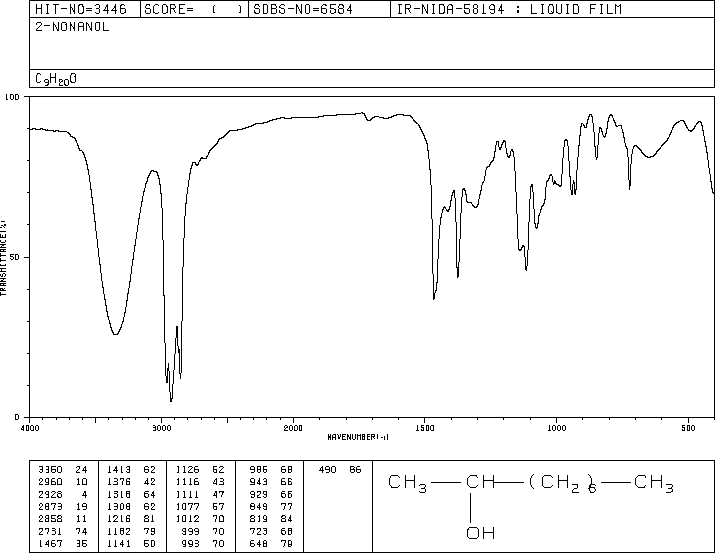 HIT-NO=3446 SCORE= ( ) SDBS-NO=6584 IR-NIDA-58194 : LIQUID FILM
2-NONANOL
C9H20O
100
50
0
TRANSMITTANCE(%)
4000 3000 2000 1500 1000 500
WAVENUMBER(-1)
3350 24 1413 62 1126 52 986 68 490 86
2960 10 1376 42 1116 43 943 66
2928 4 1318 64 1111 47 929 66
2873 19 1308 62 1077 57 849 77
2858 11 1216 81 1012 70 819 84
2731 74 1182 79 999 70 723 68
1467 35 1141 50 993 70 648 79
CH3 — CH — (CH2)6 — CH3
OH